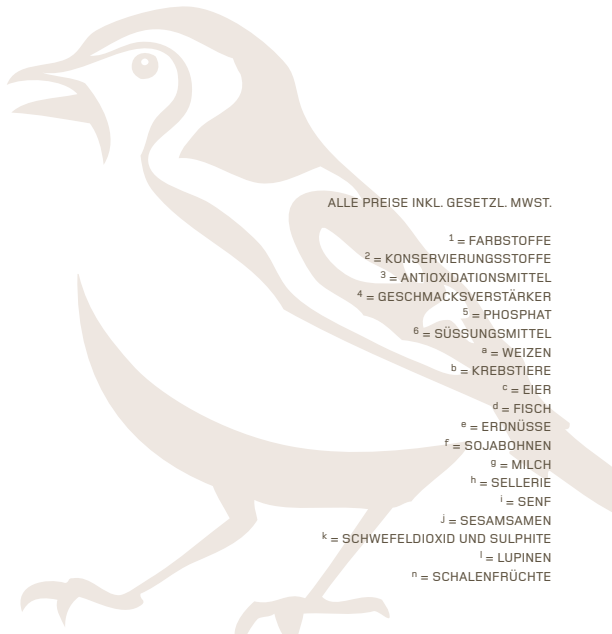 ALLE PREISE INKL. GESETZL. MWST.
1 = FARBSTOFFE
2 = KONSERVIERUNGSSTOFFE
3 = ANTIOXIDATIONSMITTEL
4 = GESCHMACKSVERSTÄRKER
5 = PHOSPHAT
6 = SÜSSUNGSMITTEL
a = WEIZEN
b = KREBSTIERE
c = EIER
d = FISCH
e = ERDNÜSSE
f = SOJABOHNEN
g = MILCH
h = SELLERIE
i = SENF
j = SESAMSAMEN
k = SCHWEFELDIOXID UND SULPHITE
l = LUPINEN
n = SCHALENFRÜCHTE